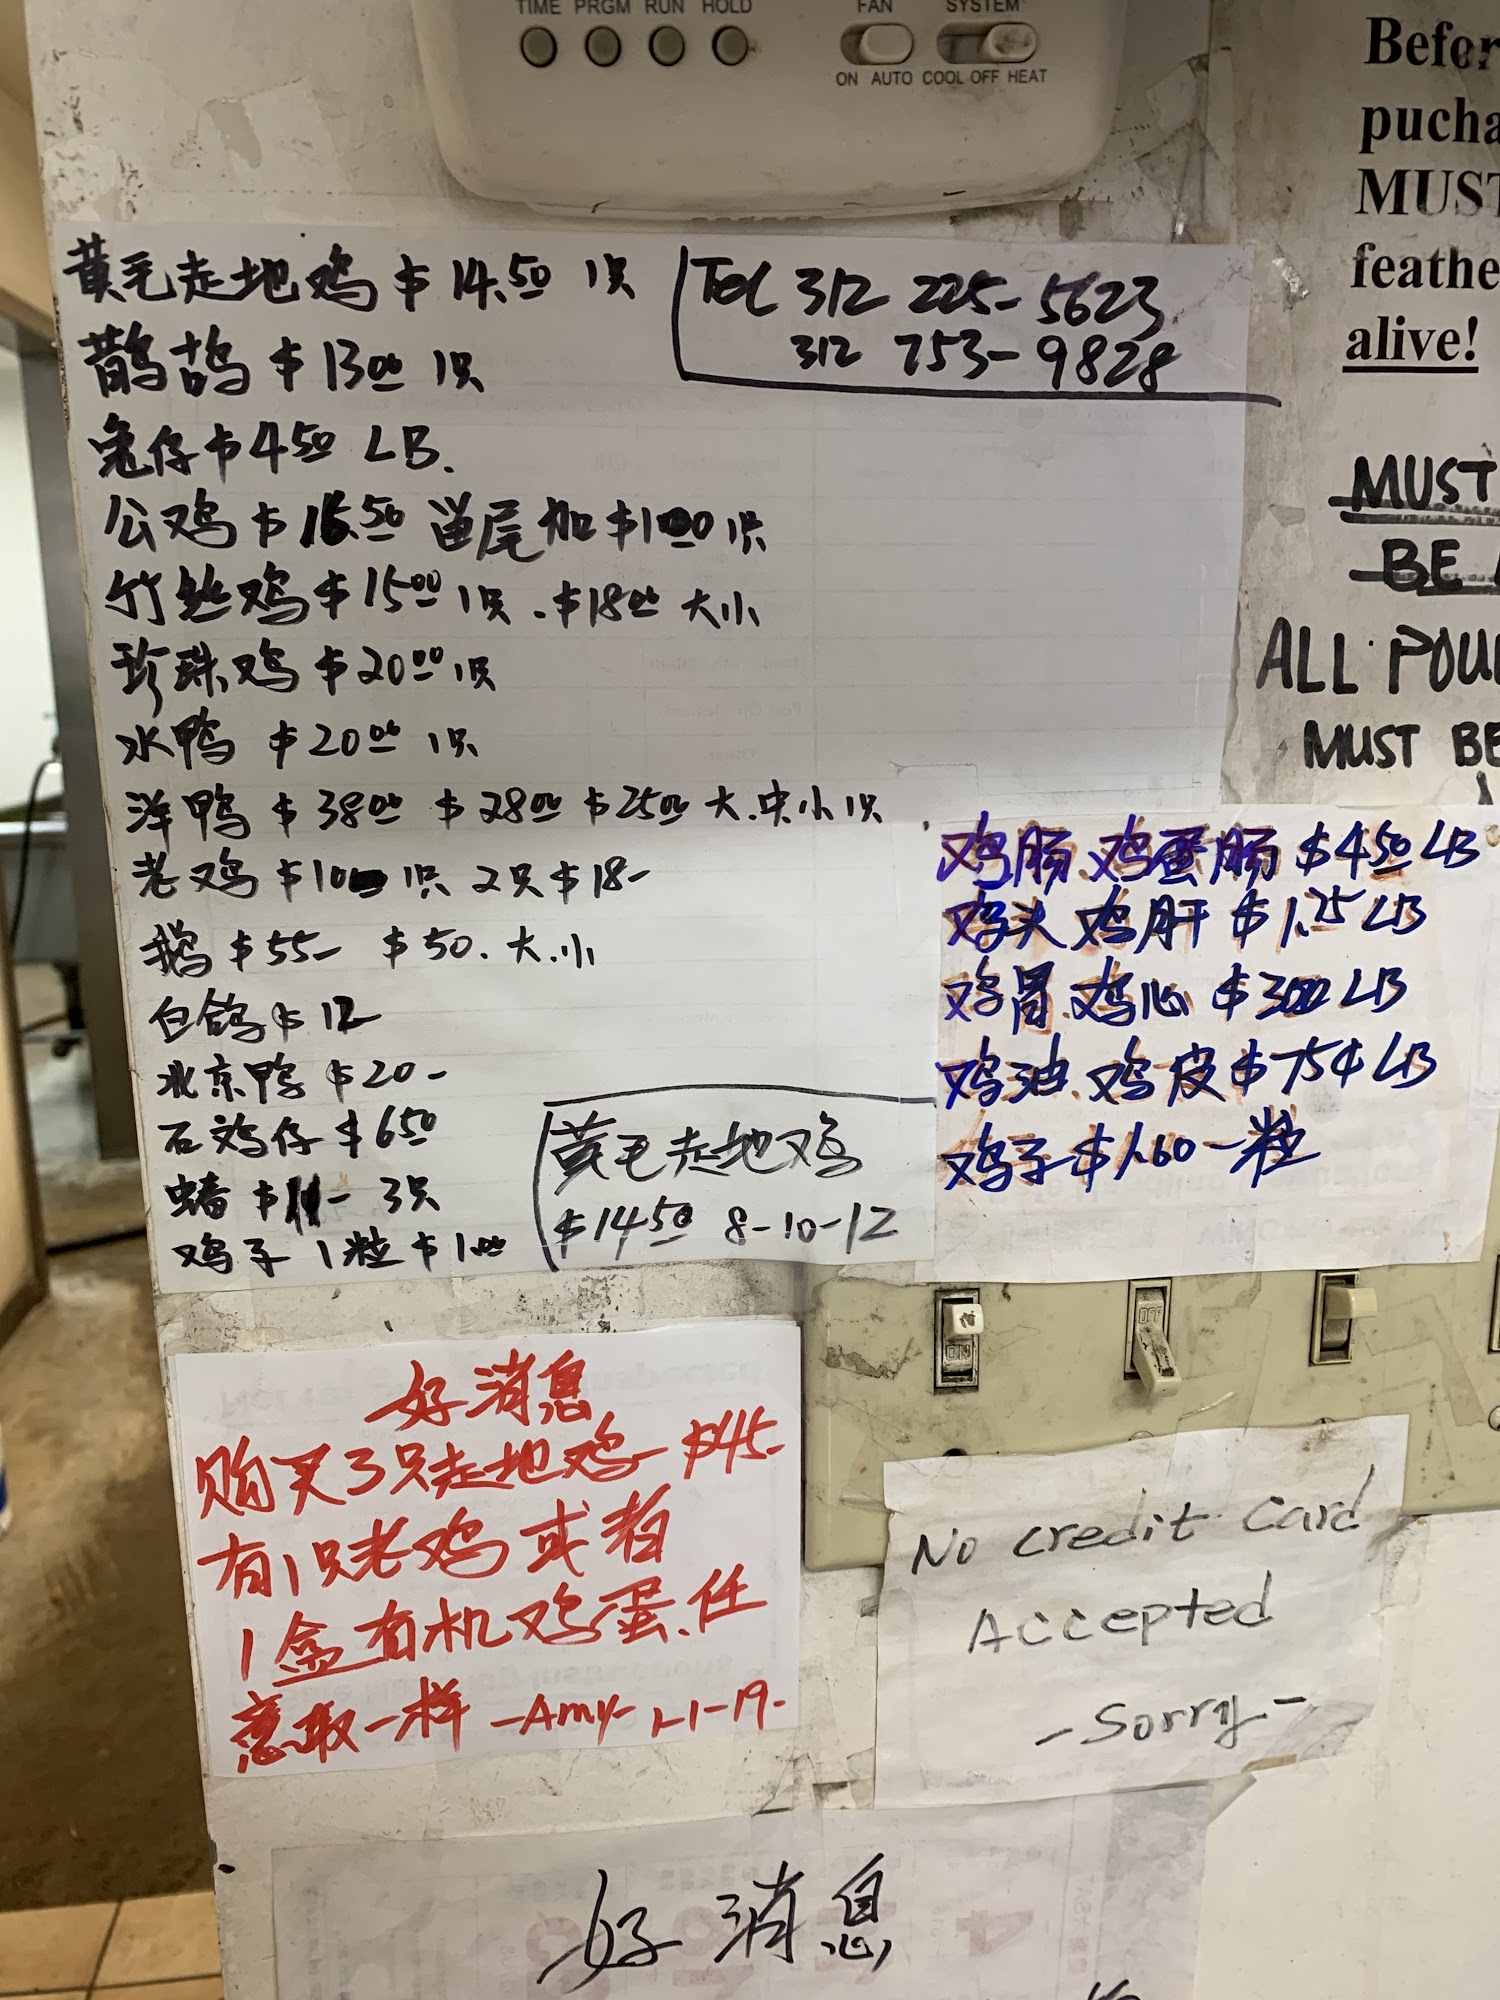 TIME PRGM RUN HOLD
FAN SYSTEM
ON AUTO COOL OFF HEAT
黄毛走地鸡 $14.50 1只
Tel 312 225-5623
312 753-9828
鹊鸪 $13.00 1只
兔仔 $4.50 LB.
公鸡 $16.50 留尾加$1.00 1只
竹丝鸡 $15.00 1只. $18.00 大小
珍珠鸡 $20.00 1只
水鸭 $20.00 1只
洋鸭 $38.00 $28.00 $25.00 大.中.小 1只
老鸡 $10 1只 2只$18-
鹅 $55- $50. 大.小
白鸽 $12
北京鸭 $20-
石鸡仔 $6.50
$11- 3只
鸡子 1粒 $1.00
黄毛走地鸡
$14.50 8-10-12
Befor
pucha
MUST
feathe
alive!
MUST
BE
ALL POUL
MUST BE
鸡肠.鸡蛋肠 $4.50 LB
鸡头 鸡肝 $1.25 LB
鸡胃.鸡心 $3.00 LB
鸡油.鸡皮 $75¢ LB
鸡子 $1.60 一粒
ON
OFF
好消息
购买3只走地鸡-$45-
有1只老鸡或者
1盒有机鸡蛋.任
意取一样 -Amy- 1-1-19-
No credit Card
Accepted
-Sorry-
好消息